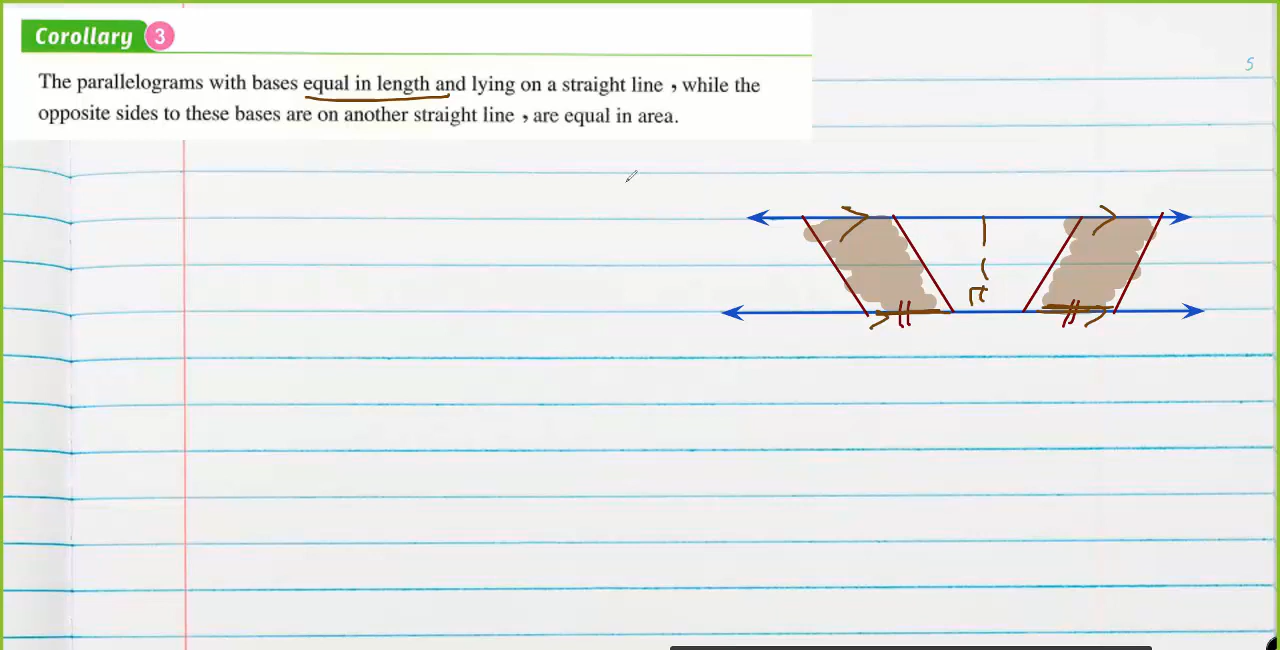 Corollary 3
The parallelograms with bases equal in length and lying on a straight line , while the
opposite sides to these bases are on another straight line , are equal in area.
5